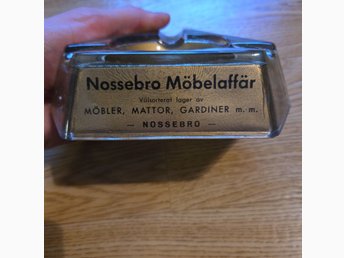 Nossebro Möbelaffär
Välsorterat lager av
MÖBLER, MATTOR, GARDINER m. m.
— NOSSEBRO —